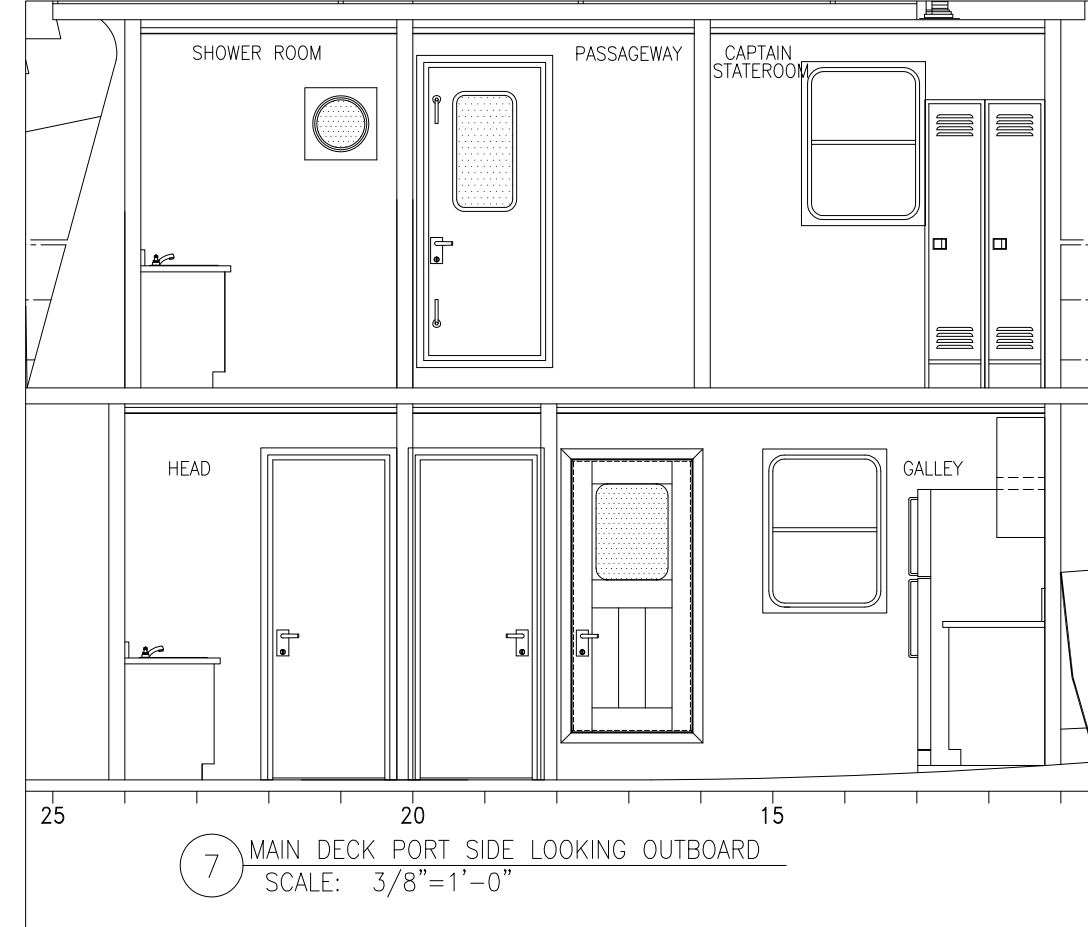 SHOWER ROOM
PASSAGEWAY
CAPTAIN
STATEROOM
HEAD
GALLEY
25
20
15
7
MAIN DECK PORT SIDE LOOKING OUTBOARD
SCALE: 3/8"=1'-0"